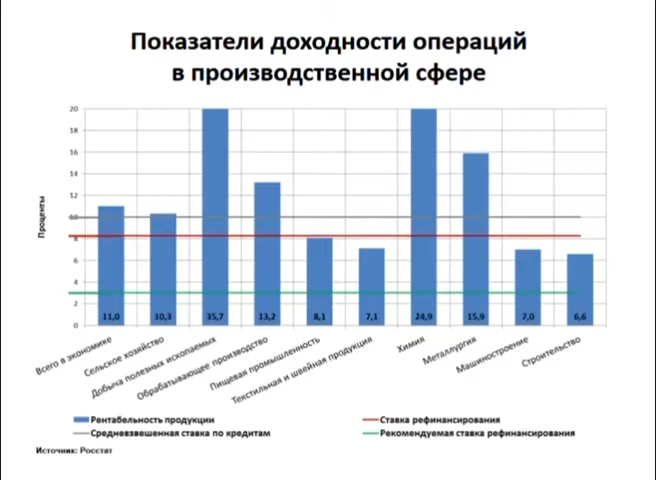 Показатели доходности операций
в производственной сфере
Проценты
20
18
16
14
12
10
8
6
4
2
0
11,0
10,3
35,7
13,2
8,1
7,1
24,9
15,9
7,0
6,6
Всего в экономике
Сельское хозяйство
Добыча полезных ископаемых
Обрабатывающее производство
Пищевая промышленность
Текстильная и швейная продукция
Химия
Металлургия
Машиностроение
Строительство
Рентабельность продукции
Ставка рефинансирования
Средневзвешенная ставка по кредитам
Рекомендуемая ставка рефинансирования
Источник: Росстат